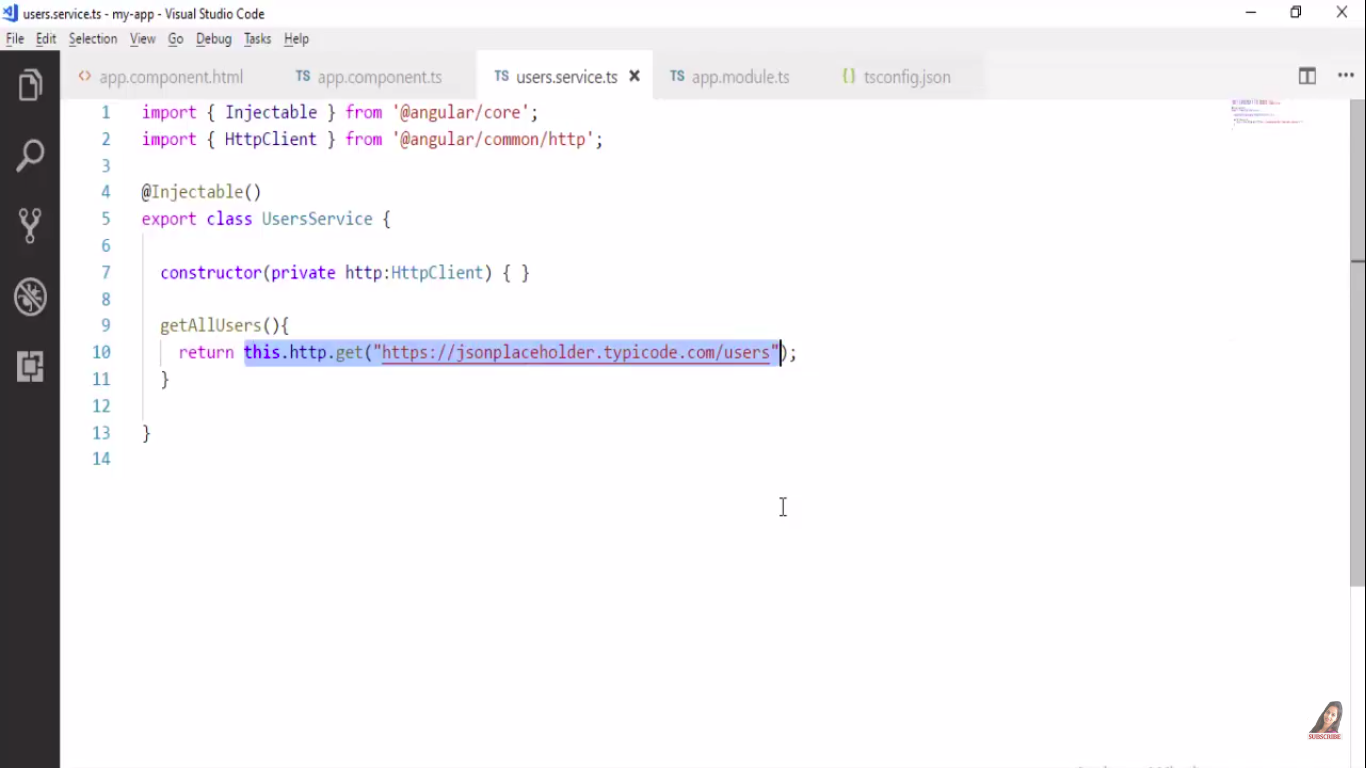 users.service.ts - my-app - Visual Studio Code
File Edit Selection View Go Debug Tasks Help
<> app.component.html TS app.component.ts TS users.service.ts × TS app.module.ts {} tsconfig.json
1 import { Injectable } from '@angular/core';
2 import { HttpClient } from '@angular/common/http';
3
4 @Injectable()
5 export class UsersService {
6
7 constructor(private http:HttpClient) { }
8
9 getAllUsers(){
10 return this.http.get("https://jsonplaceholder.typicode.com/users");
11 }
12
13 }
14
SUBSCRIBE